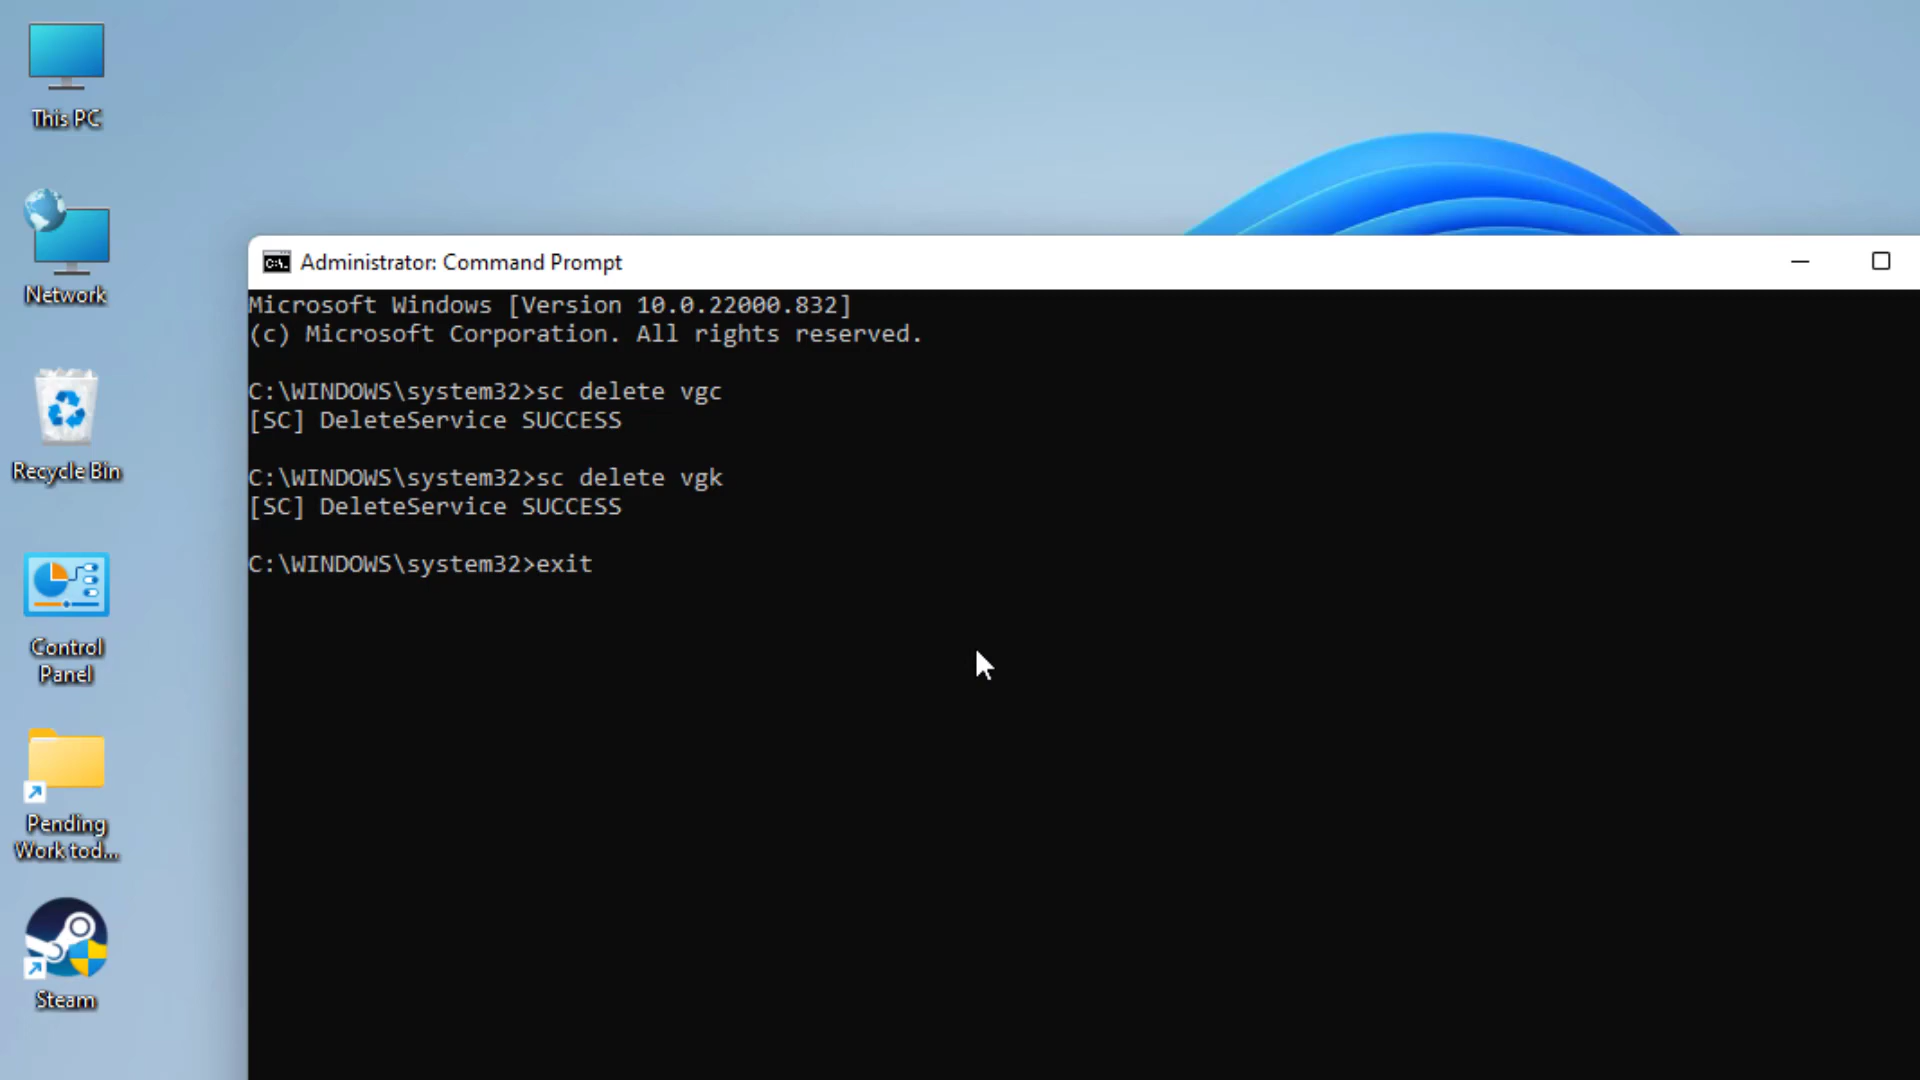 This PC
Network
Recycle Bin
Control
Panel
Pending
Work tod...
Steam
C:\.
Administrator: Command Prompt
Microsoft Windows [Version 10.0.22000.832]
(c) Microsoft Corporation. All rights reserved.
C:\WINDOWS\system32>sc delete vgc
[SC] DeleteService SUCCESS
C:\WINDOWS\system32>sc delete vgk
[SC] DeleteService SUCCESS
C:\WINDOWS\system32>exit